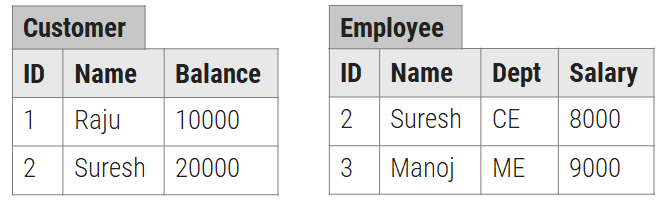 Customer
ID Name Balance
1 Raju 10000
2 Suresh 20000
Employee
ID Name Dept Salary
2 Suresh CE 8000
3 Manoj ME 9000